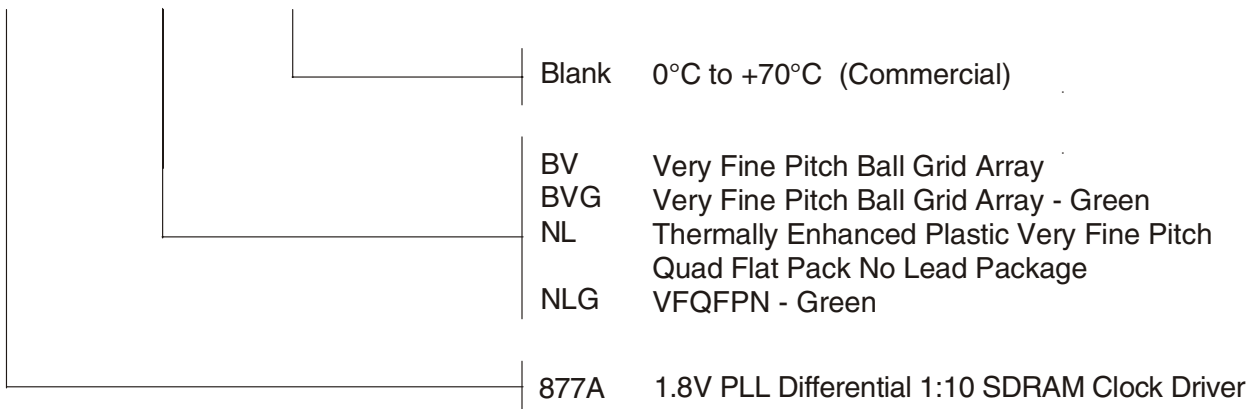 Blank 0°C to +70°C (Commercial)
BV Very Fine Pitch Ball Grid Array
BVG Very Fine Pitch Ball Grid Array - Green
NL Thermally Enhanced Plastic Very Fine Pitch
Quad Flat Pack No Lead Package
NLG VFQFPN - Green
877A 1.8V PLL Differential 1:10 SDRAM Clock Driver